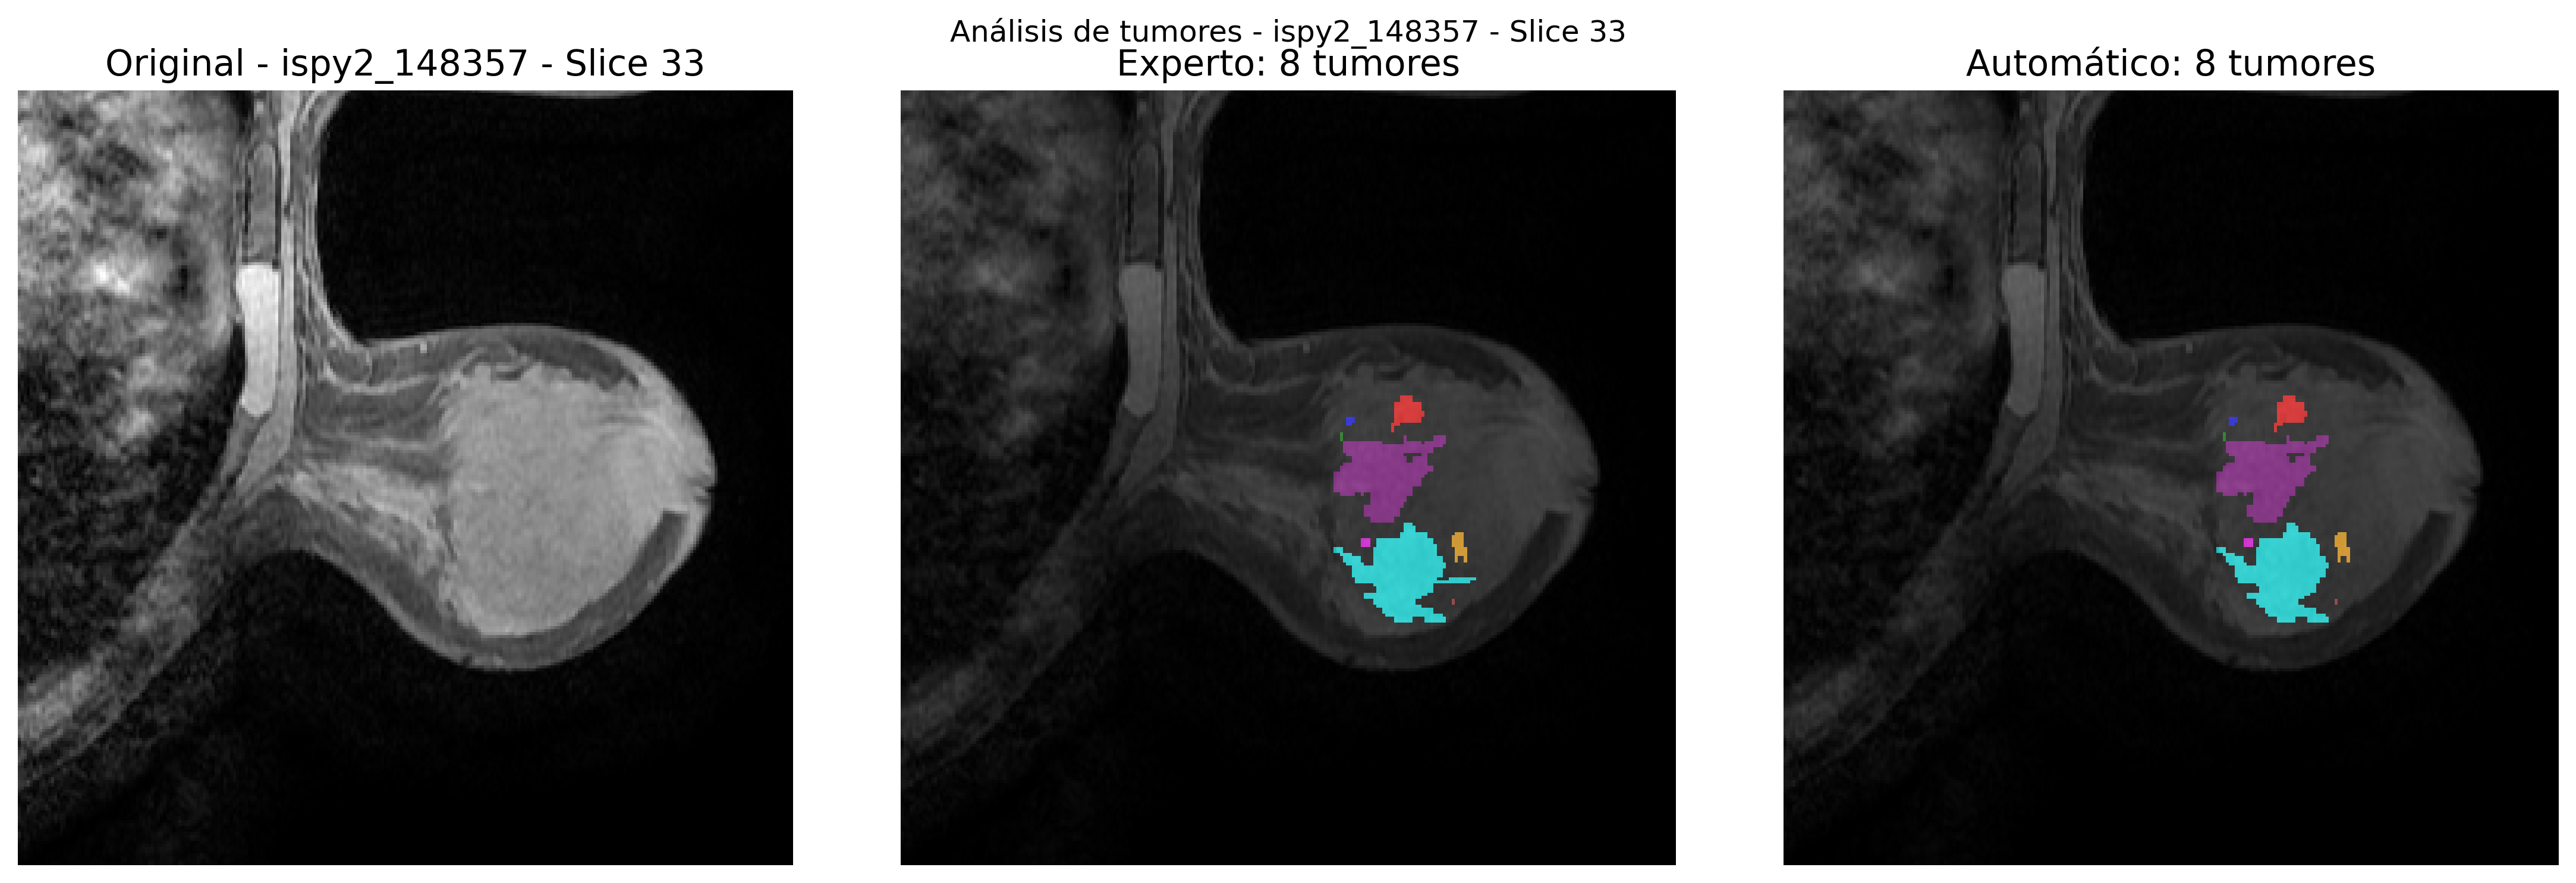 Análisis de tumores - ispy2_148357 - Slice 33
Original - ispy2_148357 - Slice 33
Experto: 8 tumores
Automático: 8 tumores